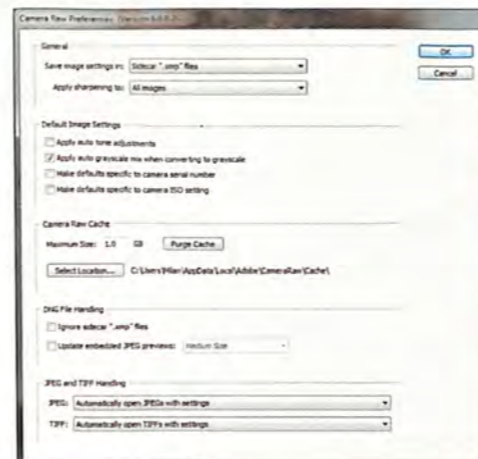 Camera Raw Preferences
OK
Cancel
General
Save image settings in: Sidecar ".xmp" files
Apply sharpening to: All images
Default Image Settings
Apply auto tone adjustments
Apply auto grayscale mix when converting to grayscale
Make defaults specific to camera serial number
Make defaults specific to camera ISO setting
Camera Raw Cache
Maximum Size: 1.0 GB Purge Cache
Select Location... C:\Users\Milan\AppData\Local\Adobe\CameraRaw\Cache\
DNG File Handling
Ignore sidecar ".xmp" files
Update embedded JPEG previews: Medium Size
JPEG and TIFF Handling
JPEG: Automatically open JPEGs with settings
TIFF: Automatically open TIFFs with settings